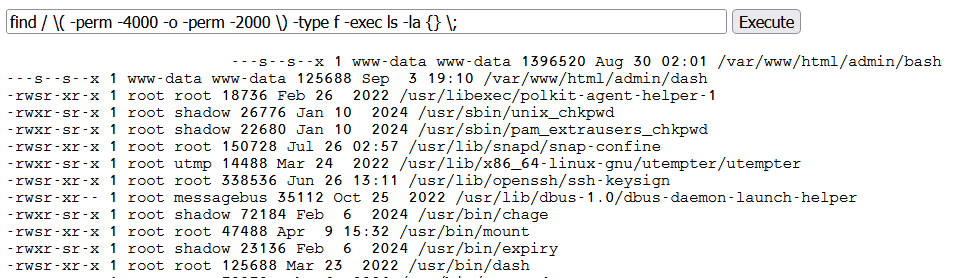 find / \( -perm -4000 -o -perm -2000 \) -type f -exec ls -la {} \; Execute
---s--s--x 1 www-data www-data 1396520 Aug 30 02:01 /var/www/html/admin/bash
---s--s--x 1 www-data www-data 125688 Sep  3 19:10 /var/www/html/admin/dash
-rwsr-xr-x 1 root root 18736 Feb 26  2022 /usr/libexec/polkit-agent-helper-1
-rwxr-sr-x 1 root shadow 26776 Jan 10  2024 /usr/sbin/unix_chkpwd
-rwxr-sr-x 1 root shadow 22680 Jan 10  2024 /usr/sbin/pam_extrausers_chkpwd
-rwsr-xr-x 1 root root 150728 Jul 26 02:57 /usr/lib/snapd/snap-confine
-rwxr-sr-x 1 root utmp 14488 Mar 24  2022 /usr/lib/x86_64-linux-gnu/utempter/utempter
-rwsr-xr-x 1 root root 338536 Jun 26 13:11 /usr/lib/openssh/ssh-keysign
-rwsr-xr-- 1 root messagebus 35112 Oct 25  2022 /usr/lib/dbus-1.0/dbus-daemon-launch-helper
-rwxr-sr-x 1 root shadow 72184 Feb  6  2024 /usr/bin/chage
-rwsr-xr-x 1 root root 47488 Apr  9 15:32 /usr/bin/mount
-rwxr-sr-x 1 root shadow 23136 Feb  6  2024 /usr/bin/expiry
-rwsr-xr-x 1 root root 125688 Mar 23  2022 /usr/bin/dash